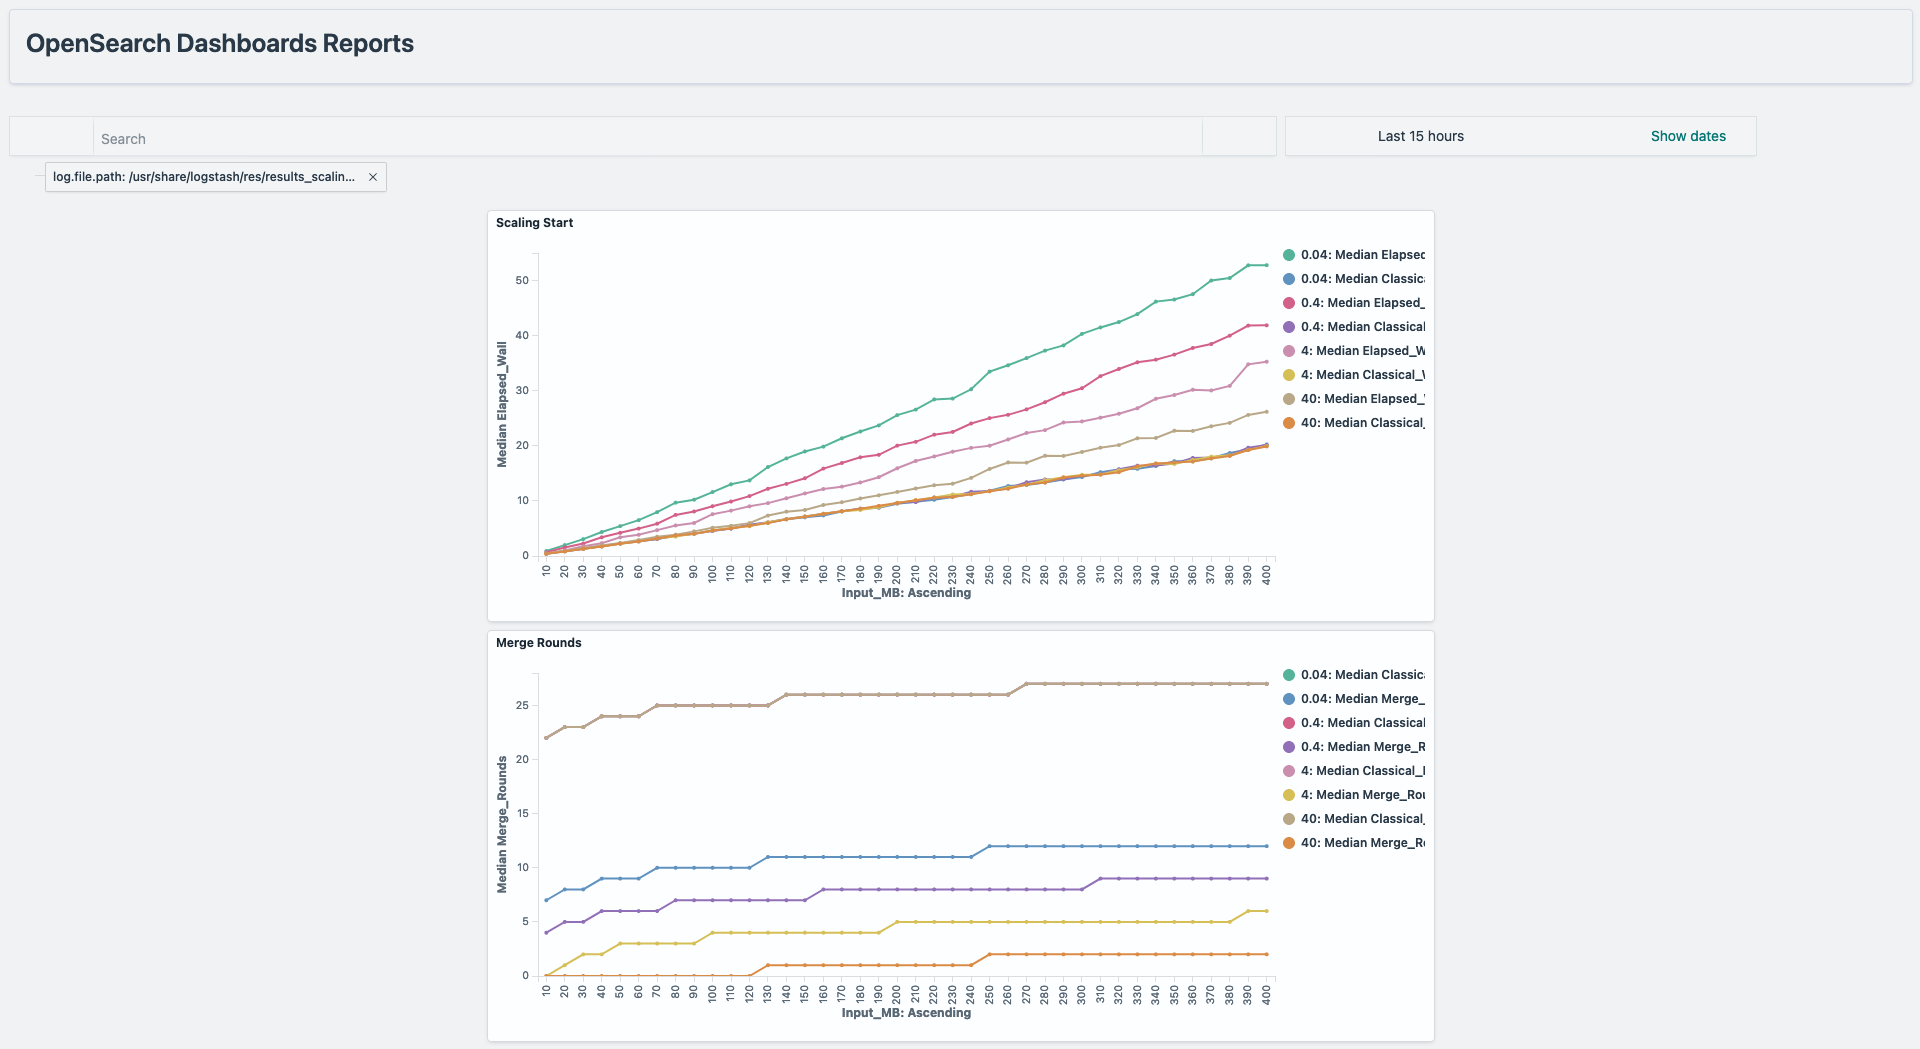 OpenSearch Dashboards Reports
Search
Last 15 hours
Show dates
log.file.path: /usr/share/logstash/res/results_scalin... ×
Scaling Start
Median Elapsed_Wall
50
40
30
20
10
0
10 20 30 40 50 60 70 80 90 100 110 120 130 140 150 160 170 180 190 200 210 220 230 240 250 260 270 280 290 300 310 320 330 340 350 360 370 380 390 400
Input_MB: Ascending
0.04: Median Elapsed
0.04: Median Classic
0.4: Median Elapsed_
0.4: Median Classical
4: Median Elapsed_W
4: Median Classical_
40: Median Elapsed_
40: Median Classical_
Merge Rounds
Median Merge_Rounds
25
20
15
10
5
0
10 20 30 40 50 60 70 80 90 100 110 120 130 140 150 160 170 180 190 200 210 220 230 240 250 260 270 280 290 300 310 320 330 340 350 360 370 380 390 400
Input_MB: Ascending
0.04: Median Classic
0.04: Median Merge_
0.4: Median Classical
0.4: Median Merge_R
4: Median Classical_
4: Median Merge_Rou
40: Median Classical_
40: Median Merge_R